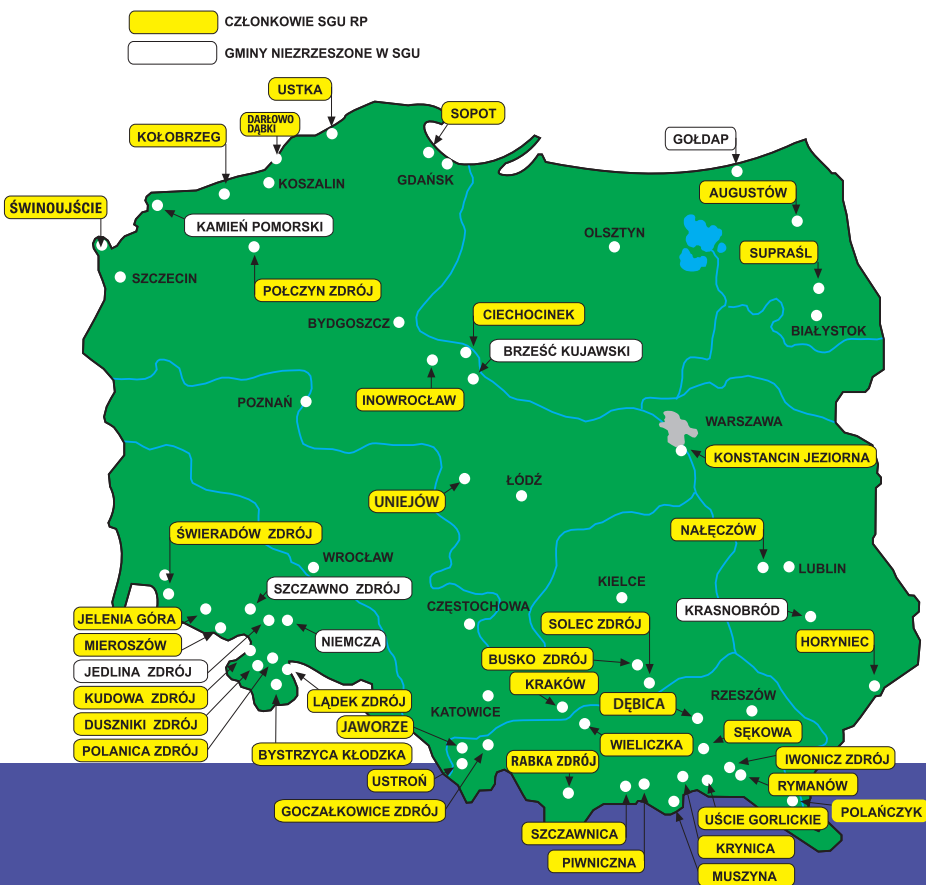 CZŁONKOWIE SGU RP
GMINY NIEZRZESZONE W SGU
USTKA
SOPOT
DARŁOWO
DĄBKI
KOŁOBRZEG
GOŁDAP
KOSZALIN
GDAŃSK
AUGUSTÓW
ŚWINOUJŚCIE
KAMIEŃ POMORSKI
OLSZTYN
SUPRAŚL
SZCZECIN
POŁCZYN ZDRÓJ
CIECHOCINEK
BYDGOSZCZ
BIAŁYSTOK
BRZEŚĆ KUJAWSKI
POZNAŃ
INOWROCŁAW
WARSZAWA
KONSTANCIN JEZIORNA
UNIEJÓW
ŁÓDŹ
ŚWIERADÓW ZDRÓJ
NAŁĘCZÓW
WROCŁAW
LUBLIN
SZCZAWNO ZDRÓJ
KIELCE
CZĘSTOCHOWA
KRASNOBRÓD
JELENIA GÓRA
SOLEC ZDRÓJ
MIEROSZÓW
NIEMCZA
HORYNIEC
BUSKO ZDRÓJ
JEDLINA ZDRÓJ
KRAKÓW
KUDOWA ZDRÓJ
LĄDEK ZDRÓJ
RZESZÓW
DĘBICA
KATOWICE
DUSZNIKI ZDRÓJ
JAWORZE
SĘKOWA
WIELICZKA
POLANICA ZDRÓJ
BYSTRZYCA KŁODZKA
RABKA ZDRÓJ
IWONICZ ZDRÓJ
USTROŃ
RYMANÓW
GOCZAŁKOWICE ZDRÓJ
POLAŃCZYK
UŚCIE GORLICKIE
SZCZAWNICA
KRYNICA
PIWNICZNA
MUSZYNA